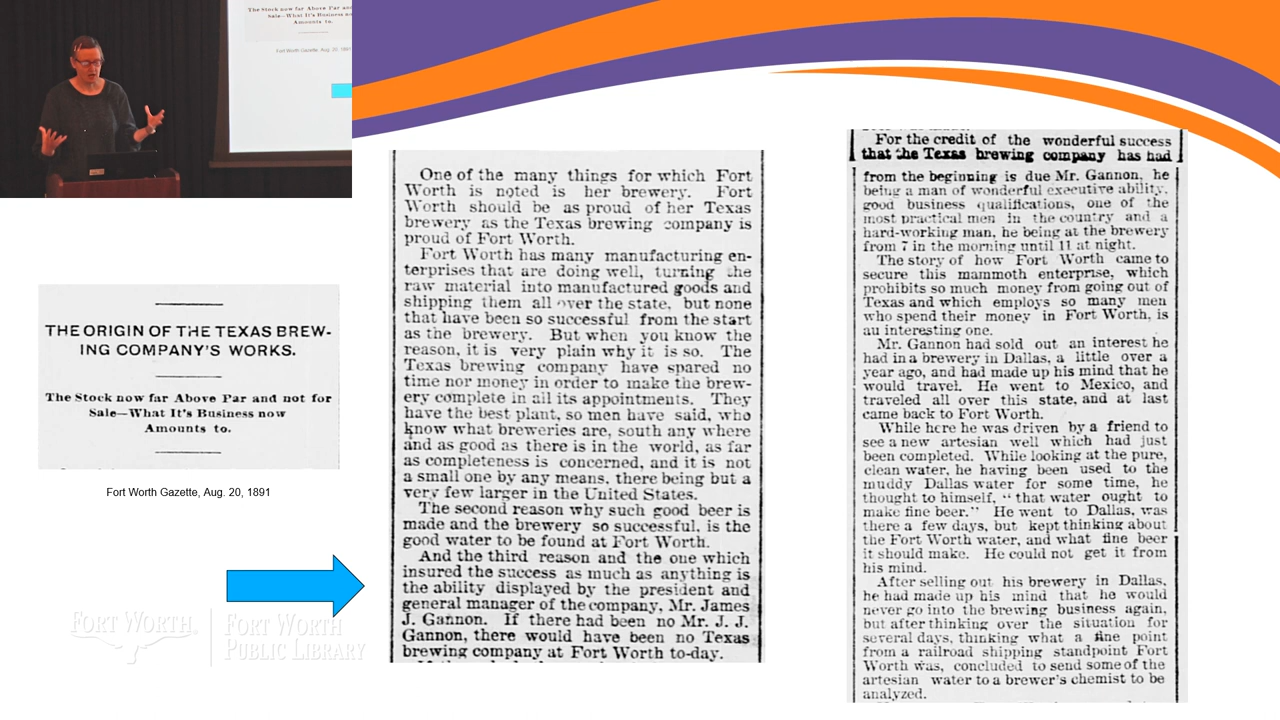 The Stock now far Above Par and not for
Sale—What It's Business now
Amounts to.
Fort Worth Gazette, Aug. 20, 1891
THE ORIGIN OF THE TEXAS BREW-
ING COMPANY'S WORKS.
The Stock now far Above Par and not for
Sale—What It's Business now
Amounts to.
Fort Worth Gazette, Aug. 20, 1891
FORT WORTH®
FORT WORTH
PUBLIC LIBRARY
One of the many things for which Fort
Worth is noted is her brewery. Fort
Worth should be as proud of her Texas
brewery as the Texas brewing company is
proud of Fort Worth.
Fort Worth has many manufacturing en-
terprises that are doing well, turning the
raw material into manufactured goods and
shipping them all over the state, but none
that have been so successful from the start
as the brewery. But when you know the
reason, it is very plain why it is so. The
Texas brewing company have spared no
time nor money in order to make the brew-
ery complete in all its appointments. They
have the best plant, so men have said, who
know what breweries are, south any where
and as good as there is in the world, as far
as completeness is concerned, and it is not
a small one by any means, there being but a
very few larger in the United States.
The second reason why such good beer is
made and the brewery so successful, is the
good water to be found at Fort Worth.
And the third reason and the one which
insured the success as much as anything is
the ability displayed by the president and
general manager of the company, Mr. James
J. Gannon. If there had been no Mr. J. J.
Gannon, there would have been no Texas
brewing company at Fort Worth to-day.
For the credit of the wonderful success
that the Texas brewing company has had
from the beginning is due Mr. Gannon, he
being a man of wonderful executive ability,
good business qualifications, one of the
most practical men in the country and a
hard-working man, he being at the brewery
from 7 in the morning until 11 at night.
The story of how Fort Worth came to
secure this mammoth enterprise, which
prohibits so much money from going out of
Texas and which employs so many men
who spend their money in Fort Worth, is
an interesting one.
Mr. Gannon had sold out an interest he
had in a brewery in Dallas, a little over a
year ago, and had made up his mind that he
would travel. He went to Mexico, and
traveled all over this state, and at last
came back to Fort Worth.
While here he was driven by a friend to
see a new artesian well which had just
been completed. While looking at the pure,
clean water, he having been used to the
muddy Dallas water for some time, he
thought to himself, "that water ought to
make fine beer." He went to Dallas, was
there a few days, but kept thinking about
the Fort Worth water, and what fine beer
it should make. He could not get it from
his mind.
After selling out his brewery in Dallas,
he had made up his mind that he would
never go into the brewing business again,
but after thinking over the situation for
several days, thinking what a fine point
from a railroad shipping standpoint Fort
Worth was, concluded to send some of the
artesian water to a brewer's chemist to be
analyzed.